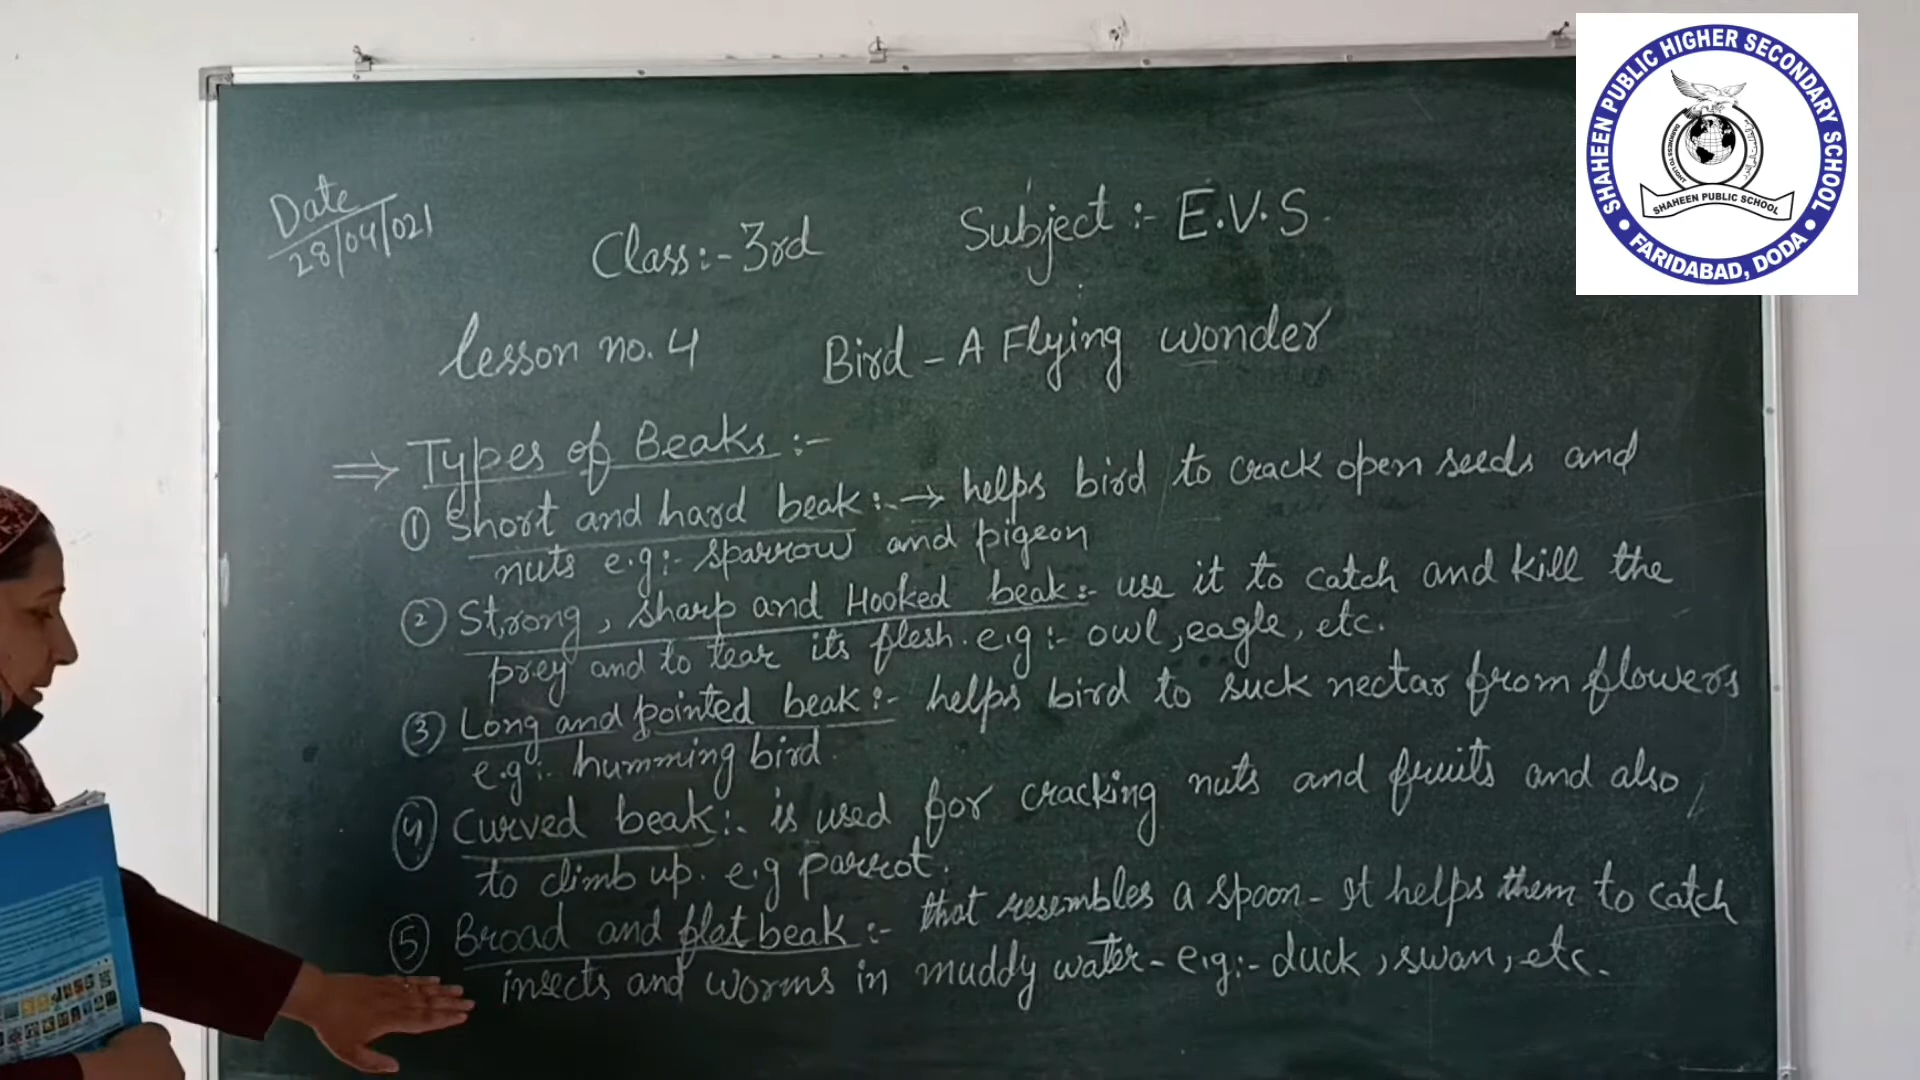 SHAHEEN PUBLIC HIGHER SECONDARY SCHOOL
SHAHEEN PUBLIC SCHOOL
• FARIDABAD, DODA •
Date
28/04/021
Class:- 3rd
Subject:- E.V.S.
Lesson no. 4
Bird - A Flying wonder
⇒ Types of Beaks:-
① Short and hard beak:- → helps bird to crack open seeds and
nuts e.g:- sparrow and pigeon
② Strong, sharp and Hooked beak:- use it to catch and kill the
prey and to tear its flesh. e.g:- owl, eagle, etc.
③ Long and pointed beak:- helps bird to suck nectar from flowers
e.g:- humming bird.
④ Curved beak:- is used for cracking nuts and fruits and also,
to climb up. e.g parrot.
⑤ Broad and flat beak:- that resembles a spoon - It helps them to catch
insects and worms in muddy water - e.g:- duck, swan, etc.